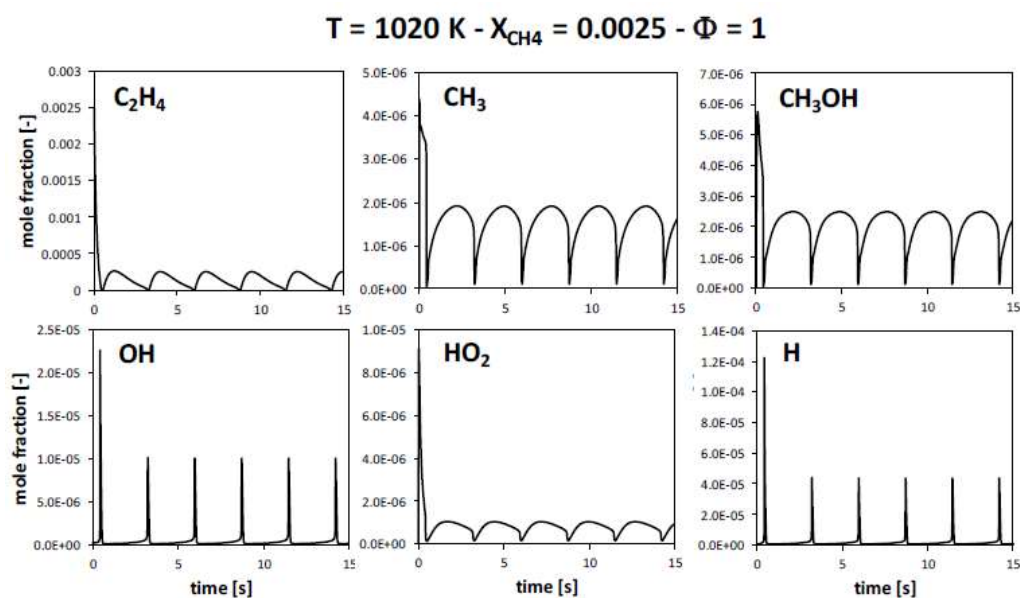 T = 1020 K - X_CH4 = 0.0025 - Φ = 1
C₂H₄
CH₃
CH₃OH
mole fraction [-]
0.003
0.0025
0.002
0.0015
0.001
0.0005
0
0 5 10 15
5.0E-06
4.0E-06
3.0E-06
2.0E-06
1.0E-06
0.0E+00
0 5 10 15
7.0E-06
6.0E-06
5.0E-06
4.0E-06
3.0E-06
2.0E-06
1.0E-06
0.0E+00
0 5 10 15
OH
HO₂
H
mole fraction [-]
2.5E-05
2.0E-05
1.5E-05
1.0E-05
5.0E-06
0.0E+00
0 5 10 15
time [s]
1.0E-05
8.0E-06
6.0E-06
4.0E-06
2.0E-06
0.0E+00
0 5 10 15
time [s]
1.4E-04
1.2E-04
1.0E-04
8.0E-05
6.0E-05
4.0E-05
2.0E-05
0.0E+00
0 5 10 15
time [s]